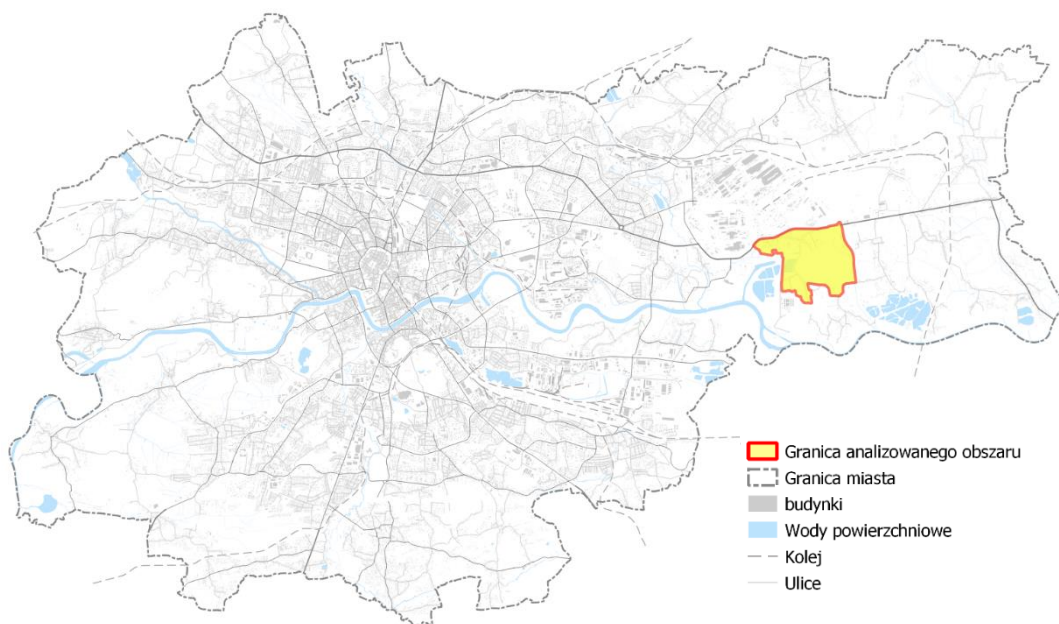 Granica analizowanego obszaru
Granica miasta
budynki
Wody powierzchniowe
Kolej
Ulice